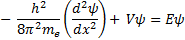 − h²/8π²mₑ (d²ψ/dx²) + Vψ = Eψ